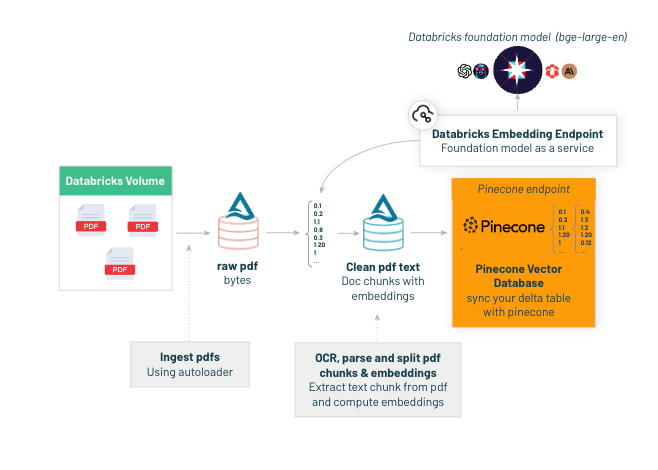 Databricks foundation model (bge-large-en)
Databricks Embedding Endpoint
Foundation model as a service
Databricks Volume
PDF
PDF
PDF
raw pdf
bytes
0.1
0.2
1.1
0.8
0.3
1.20
1
...
Clean pdf text
Doc chunks with
embeddings
Pinecone endpoint
Pinecone
0.1
0.2
1.1
1.20
1
...
0.4
1.3
1.2
1.20
0.12
Pinecone Vector
Database
sync your delta table
with pinecone
Ingest pdfs
Using autoloader
OCR, parse and split pdf
chunks & embeddings
Extract text chunk from pdf
and compute embeddings